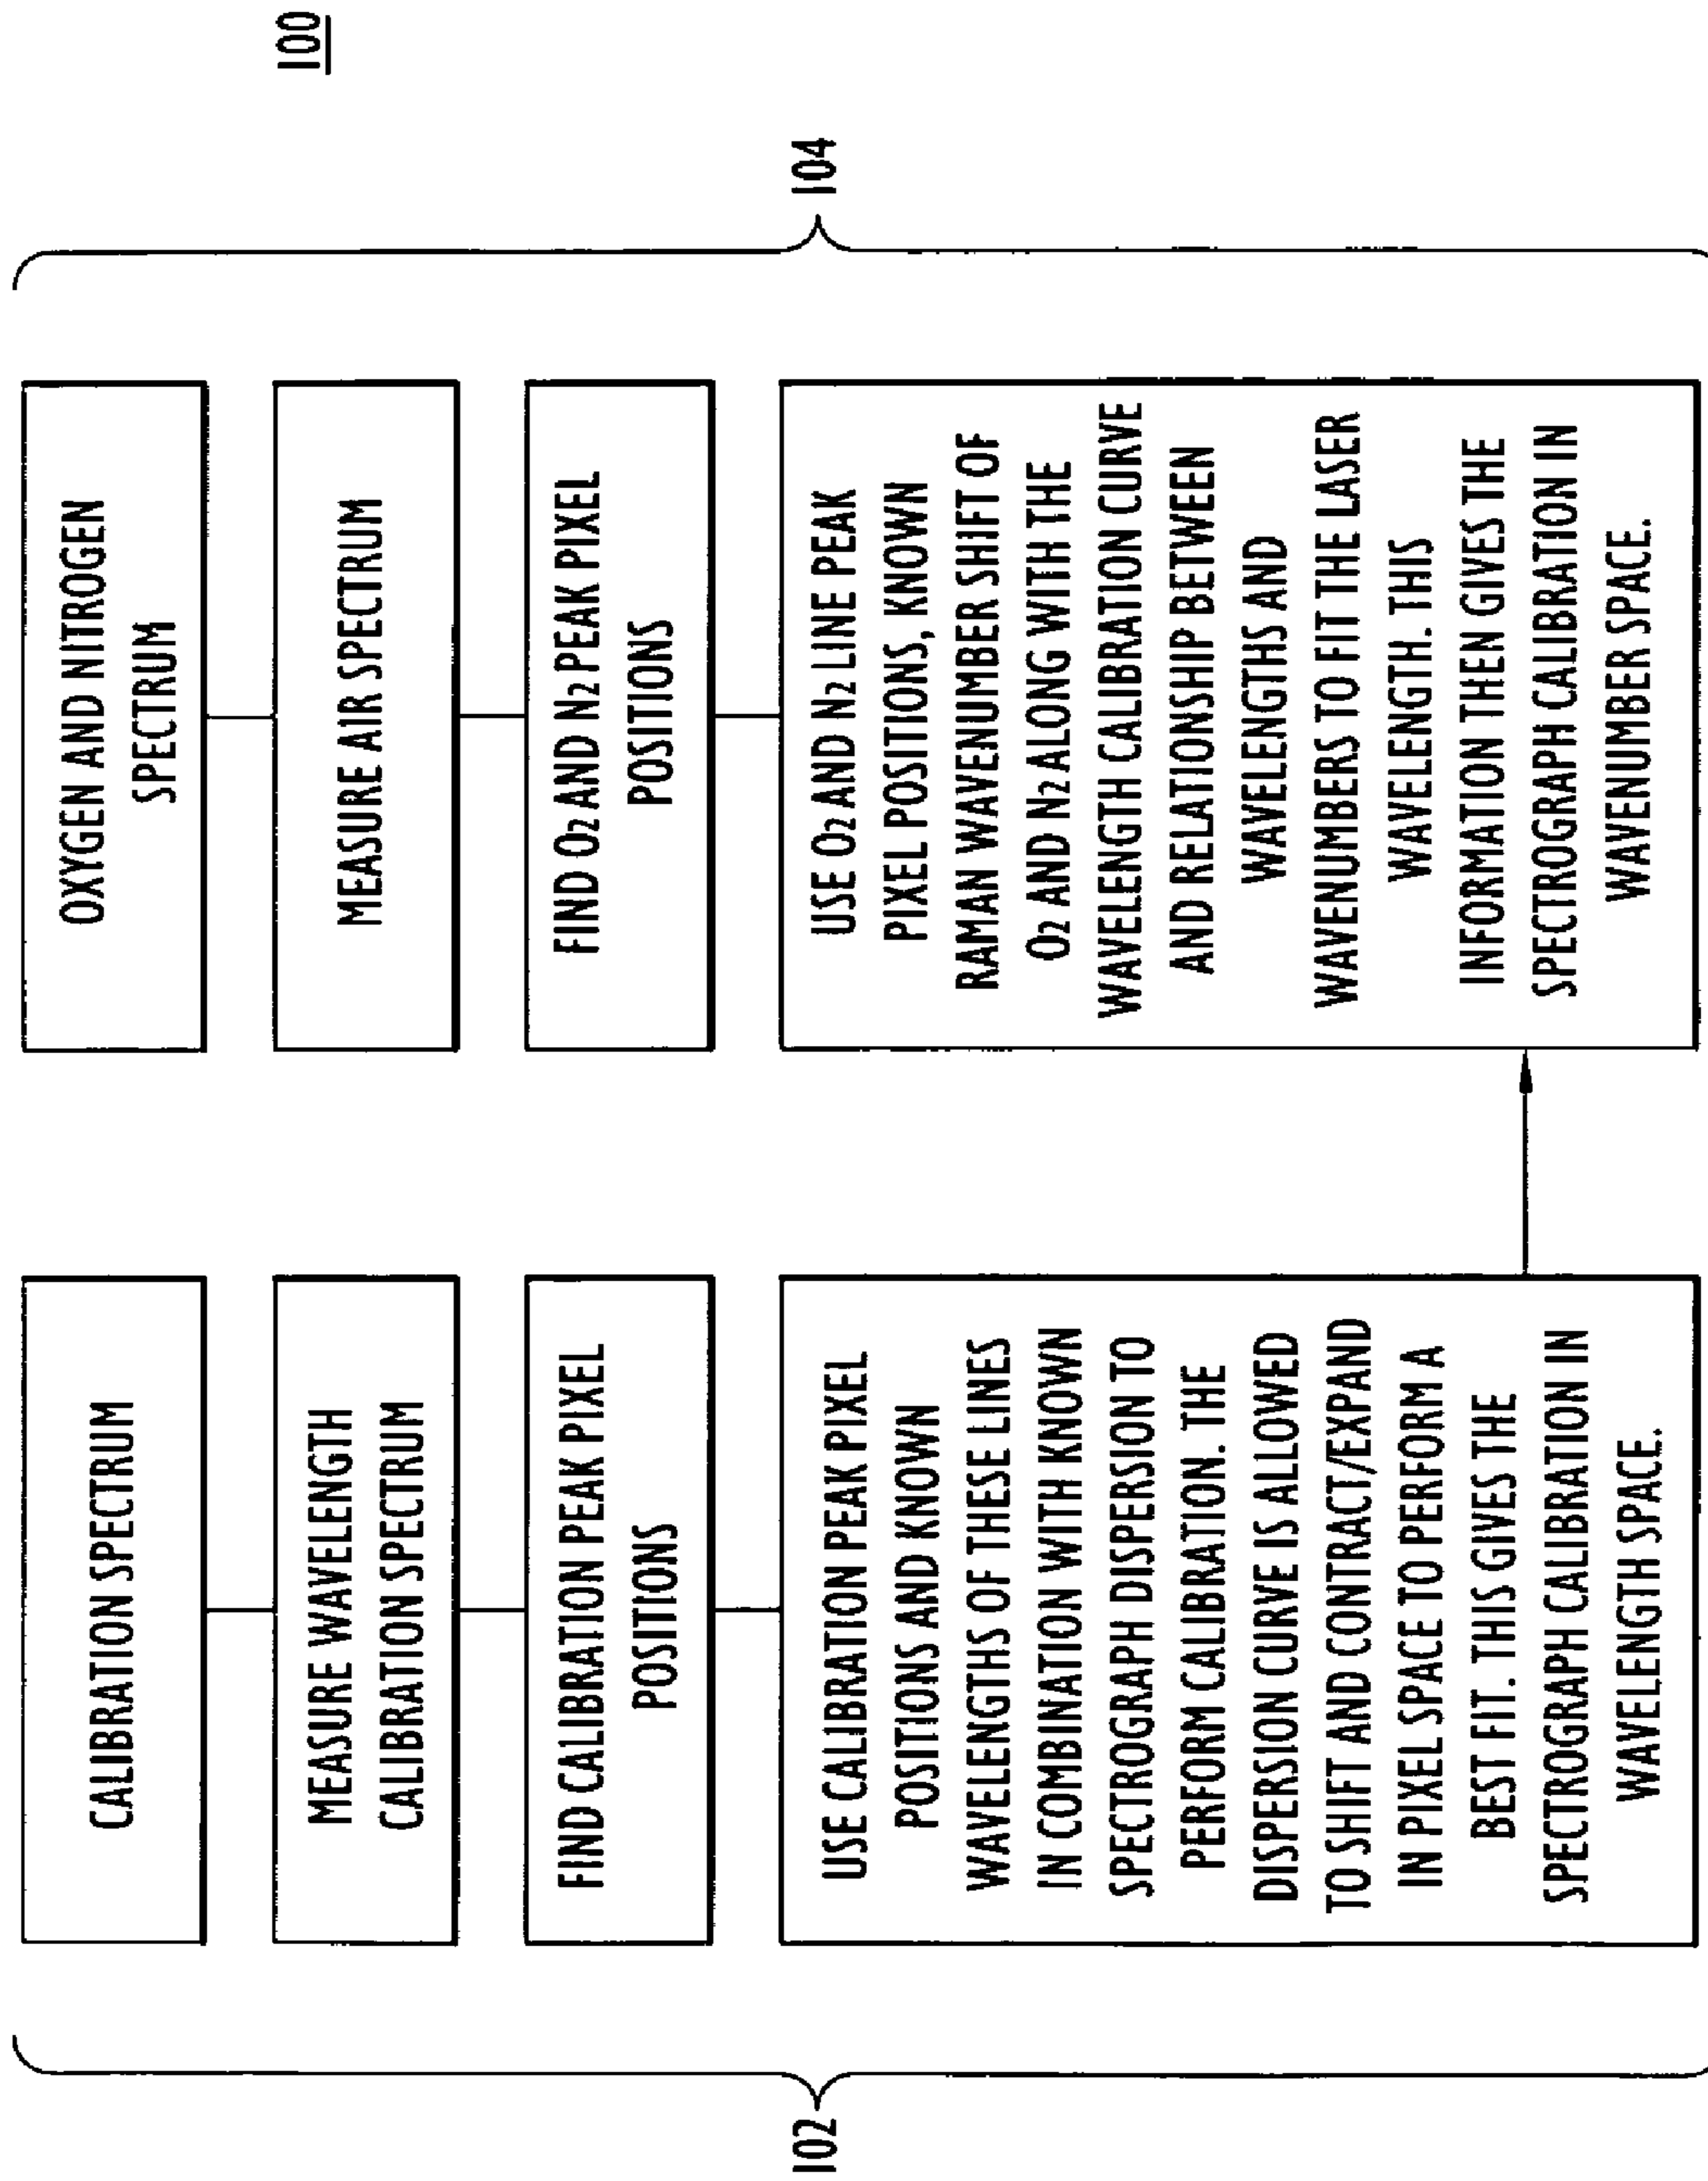 100
102
CALIBRATION SPECTRUM
MEASURE WAVELENGTH
CALIBRATION SPECTRUM
FIND CALIBRATION PEAK PIXEL
POSITIONS
USE CALIBRATION PEAK PIXEL
POSITIONS AND KNOWN
WAVELENGTHS OF THESE LINES
IN COMBINATION WITH KNOWN
SPECTROGRAPH DISPERSION TO
PERFORM CALIBRATION. THE
DISPERSION CURVE IS ALLOWED
TO SHIFT AND CONTRACT/EXPAND
IN PIXEL SPACE TO PERFORM A
BEST FIT. THIS GIVES THE
SPECTROGRAPH CALIBRATION IN
WAVELENGTH SPACE.
OXYGEN AND NITROGEN
SPECTRUM
MEASURE AIR SPECTRUM
FIND O2 AND N2 PEAK PIXEL
POSITIONS
USE O2 AND N2 LINE PEAK
PIXEL POSITIONS, KNOWN
RAMAN WAVENUMBER SHIFT OF
O2 AND N2 ALONG WITH THE
WAVELENGTH CALIBRATION CURVE
AND RELATIONSHIP BETWEEN
WAVELENGTHS AND
WAVENUMBERS TO FIT THE LASER
WAVELENGTH. THIS
INFORMATION THEN GIVES THE
SPECTROGRAPH CALIBRATION IN
WAVENUMBER SPACE.
104